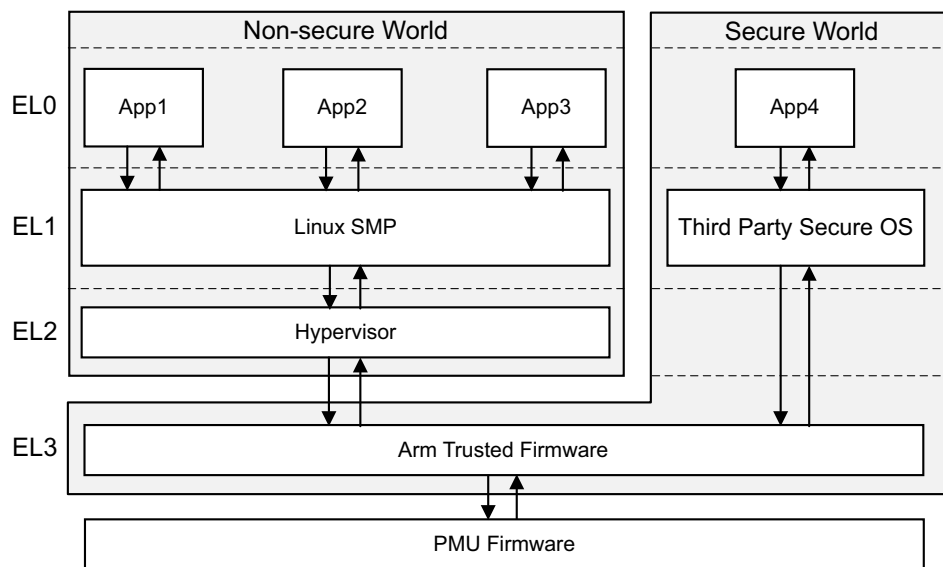 Non-secure World
Secure World
EL0
App1
App2
App3
App4
EL1
Linux SMP
Third Party Secure OS
EL2
Hypervisor
EL3
Arm Trusted Firmware
PMU Firmware